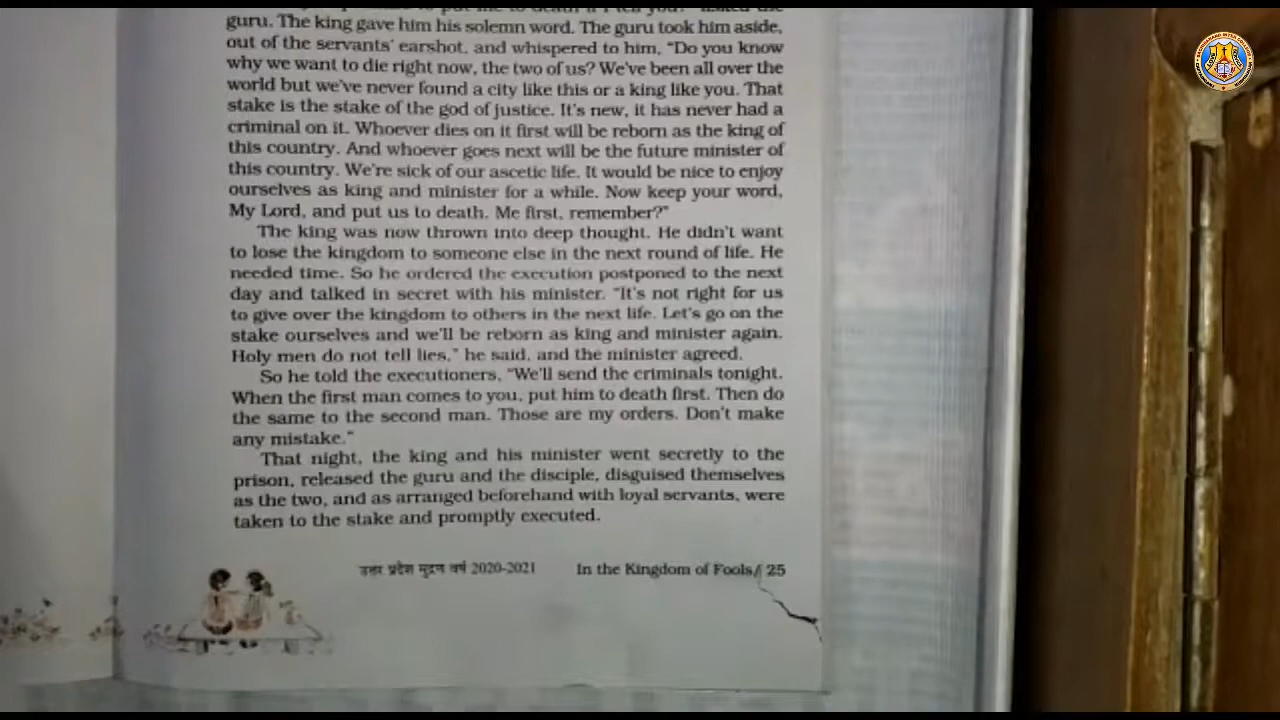 guru. The king gave him his solemn word. The guru took him aside,
out of the servants' earshot, and whispered to him, "Do you know
why we want to die right now, the two of us? We've been all over the
world but we've never found a city like this or a king like you. That
stake is the stake of the god of justice. It's new, it has never had a
criminal on it. Whoever dies on it first will be reborn as the king of
this country. And whoever goes next will be the future minister of
this country. We're sick of our ascetic life. It would be nice to enjoy
ourselves as king and minister for a while. Now keep your word,
My Lord, and put us to death. Me first, remember?"
The king was now thrown into deep thought. He didn't want
to lose the kingdom to someone else in the next round of life. He
needed time. So he ordered the execution postponed to the next
day and talked in secret with his minister. "It's not right for us
to give over the kingdom to others in the next life. Let's go on the
stake ourselves and we'll be reborn as king and minister again.
Holy men do not tell lies," he said, and the minister agreed.
So he told the executioners, "We'll send the criminals tonight.
When the first man comes to you, put him to death first. Then do
the same to the second man. Those are my orders. Don't make
any mistake."
That night, the king and his minister went secretly to the
prison, released the guru and the disciple, disguised themselves
as the two, and as arranged beforehand with loyal servants, were
taken to the stake and promptly executed.
उत्तर प्रदेश मुद्रण वर्ष 2020-2021 In the Kingdom of Fools/ 25